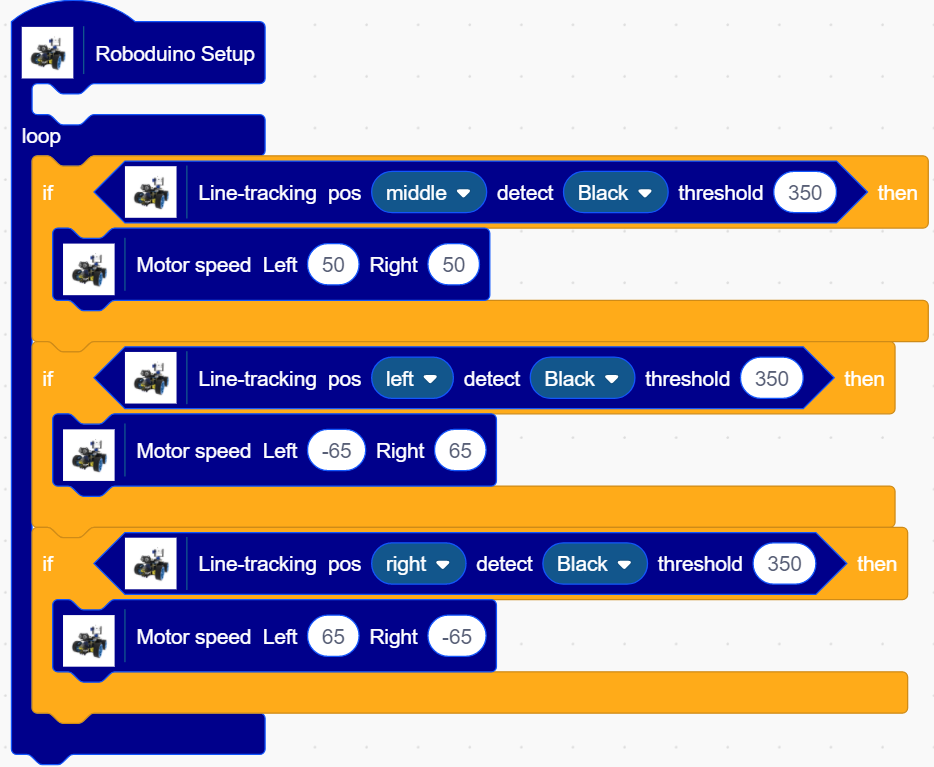 Roboduino Setup
loop
if Line-tracking pos middle detect Black threshold 350 then
Motor speed Left 50 Right 50
if Line-tracking pos left detect Black threshold 350 then
Motor speed Left -65 Right 65
if Line-tracking pos right detect Black threshold 350 then
Motor speed Left 65 Right -65